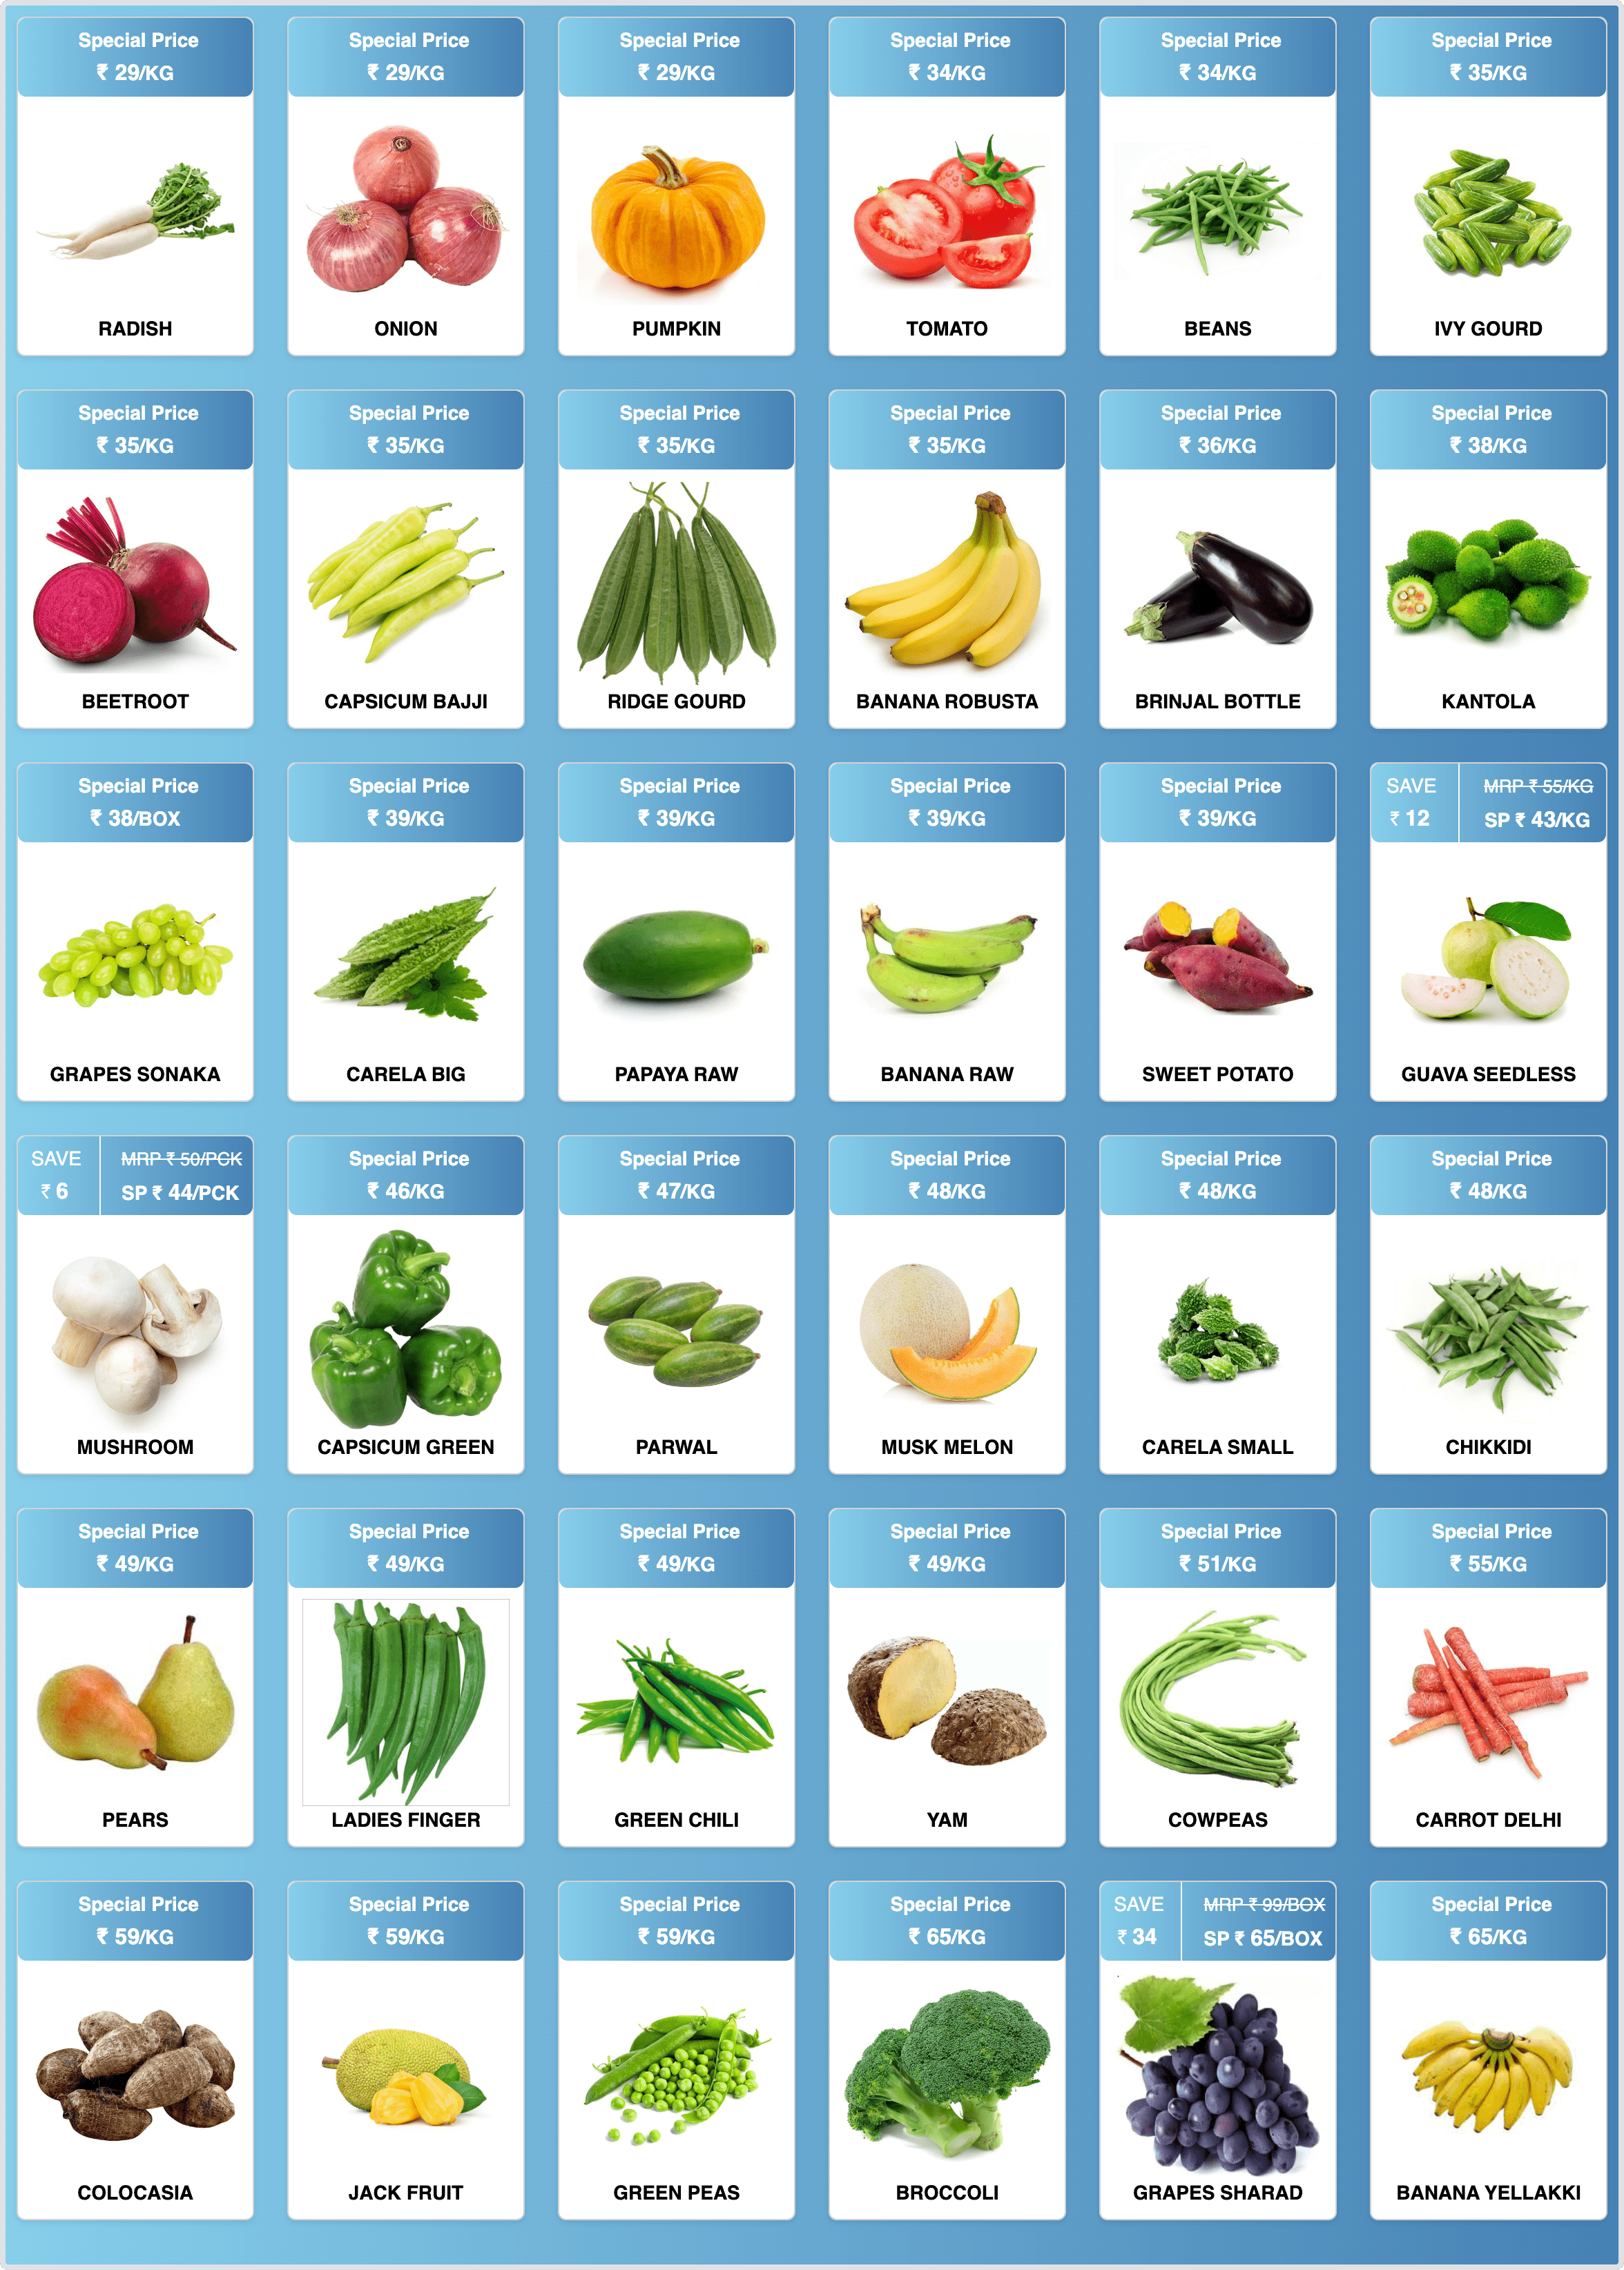 Special Price
₹ 29/KG
RADISH
Special Price
₹ 29/KG
ONION
Special Price
₹ 29/KG
PUMPKIN
Special Price
₹ 34/KG
TOMATO
Special Price
₹ 34/KG
BEANS
Special Price
₹ 35/KG
IVY GOURD
Special Price
₹ 35/KG
BEETROOT
Special Price
₹ 35/KG
CAPSICUM BAJJI
Special Price
₹ 35/KG
RIDGE GOURD
Special Price
₹ 35/KG
BANANA ROBUSTA
Special Price
₹ 36/KG
BRINJAL BOTTLE
Special Price
₹ 38/KG
KANTOLA
Special Price
₹ 38/BOX
GRAPES SONAKA
Special Price
₹ 39/KG
CARELA BIG
Special Price
₹ 39/KG
PAPAYA RAW
Special Price
₹ 39/KG
BANANA RAW
Special Price
₹ 39/KG
SWEET POTATO
SAVE
₹ 12
MRP ₹ 55/KG
SP ₹ 43/KG
GUAVA SEEDLESS
SAVE
₹ 6
MRP ₹ 50/PCK
SP ₹ 44/PCK
MUSHROOM
Special Price
₹ 46/KG
CAPSICUM GREEN
Special Price
₹ 47/KG
PARWAL
Special Price
₹ 48/KG
MUSK MELON
Special Price
₹ 48/KG
CARELA SMALL
Special Price
₹ 48/KG
CHIKKIDI
Special Price
₹ 49/KG
PEARS
Special Price
₹ 49/KG
LADIES FINGER
Special Price
₹ 49/KG
GREEN CHILI
Special Price
₹ 49/KG
YAM
Special Price
₹ 51/KG
COWPEAS
Special Price
₹ 55/KG
CARROT DELHI
Special Price
₹ 59/KG
COLOCASIA
Special Price
₹ 59/KG
JACK FRUIT
Special Price
₹ 59/KG
GREEN PEAS
Special Price
₹ 65/KG
BROCCOLI
SAVE
₹ 34
MRP ₹ 99/BOX
SP ₹ 65/BOX
GRAPES SHARAD
Special Price
₹ 65/KG
BANANA YELLAKKI